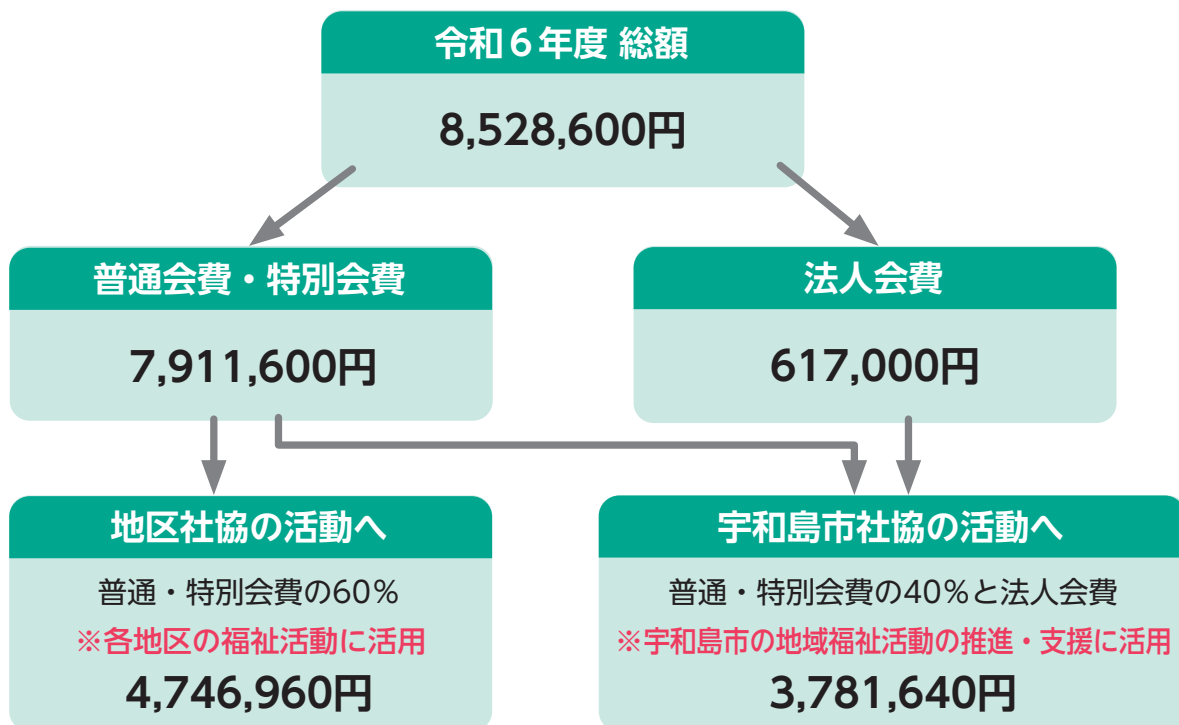 令和６年度 総額
8,528,600円
普通会費・特別会費
7,911,600円
法人会費
617,000円
地区社協の活動へ
普通・特別会費の60％
※各地区の福祉活動に活用
4,746,960円
宇和島市社協の活動へ
普通・特別会費の40％と法人会費
※宇和島市の地域福祉活動の推進・支援に活用
3,781,640円